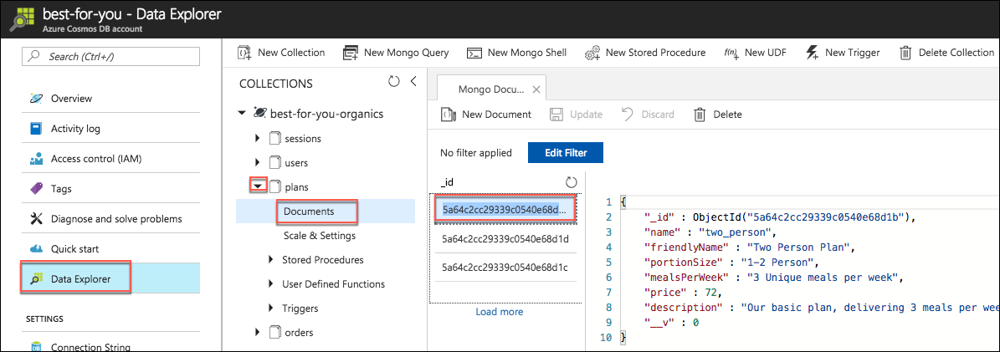 best-for-you - Data Explorer
Azure Cosmos DB account
Search (Ctrl+/)
Overview
Activity log
Access control (IAM)
Tags
Diagnose and solve problems
Quick start
Data Explorer
SETTINGS
Connection String
New Collection
New Mongo Query
New Mongo Shell
New Stored Procedure
f(n) New UDF
New Trigger
Delete Collection
COLLECTIONS
best-for-you-organics
sessions
users
plans
Documents
Scale & Settings
Stored Procedures
User Defined Functions
Triggers
orders
Mongo Docu...
New Document
Update
Discard
Delete
No filter applied
Edit Filter
_id
5a64c2cc29339c0540e68d...
5a64c2cc29339c0540e68d1d
5a64c2cc29339c0540e68d1c
Load more
1 {
2 "_id" : ObjectId("5a64c2cc29339c0540e68d1b"),
3 "name" : "two_person",
4 "friendlyName" : "Two Person Plan",
5 "portionSize" : "1-2 Person",
6 "mealsPerWeek" : "3 Unique meals per week",
7 "price" : 72,
8 "description" : "Our basic plan, delivering 3 meals per wee
9 "__v" : 0
10 }